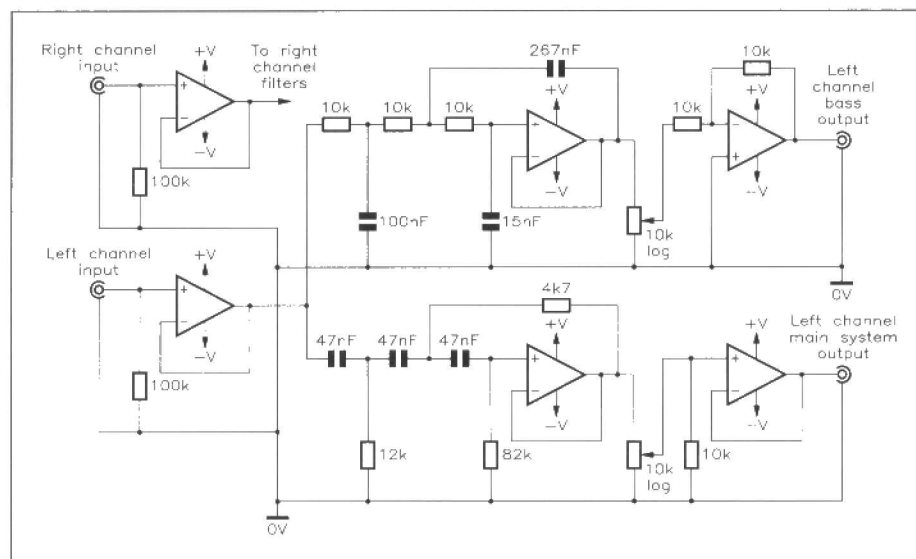 Right channel
input
+V
To right
channel
filters
+
−
−V
100k
Left channel
input
+V
+
−
−V
100k
0V
267nF
10k
10k
10k
+V
+
−
−V
100nF
15nF
10k
log
10k
10k
+V
−
+
−V
Left
channel
bass
output
0V
4k7
47nF
47nF
47nF
+V
+
−
−V
12k
82k
10k
log
+V
+
−
−V
10k
Left channel
main system
output